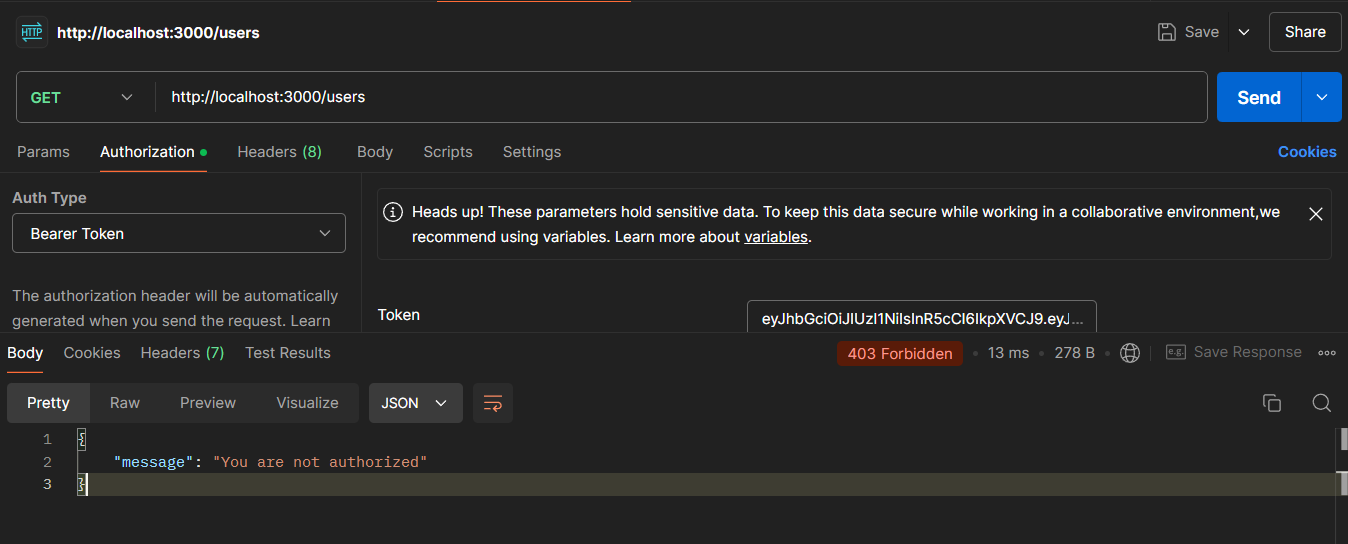 HTTP http://localhost:3000/users Save Share
GET http://localhost:3000/users Send
Params Authorization Headers (8) Body Scripts Settings Cookies
Auth Type
Bearer Token
Heads up! These parameters hold sensitive data. To keep this data secure while working in a collaborative environment,we
recommend using variables. Learn more about variables.
The authorization header will be automatically
generated when you send the request. Learn
Token eyJhbGciOiJIUzI1NiIsInR5cCI6IkpXVCJ9.eyJ...
Body Cookies Headers (7) Test Results 403 Forbidden 13 ms 278 B e.g. Save Response
Pretty Raw Preview Visualize JSON
1 {
2 "message": "You are not authorized"
3 }